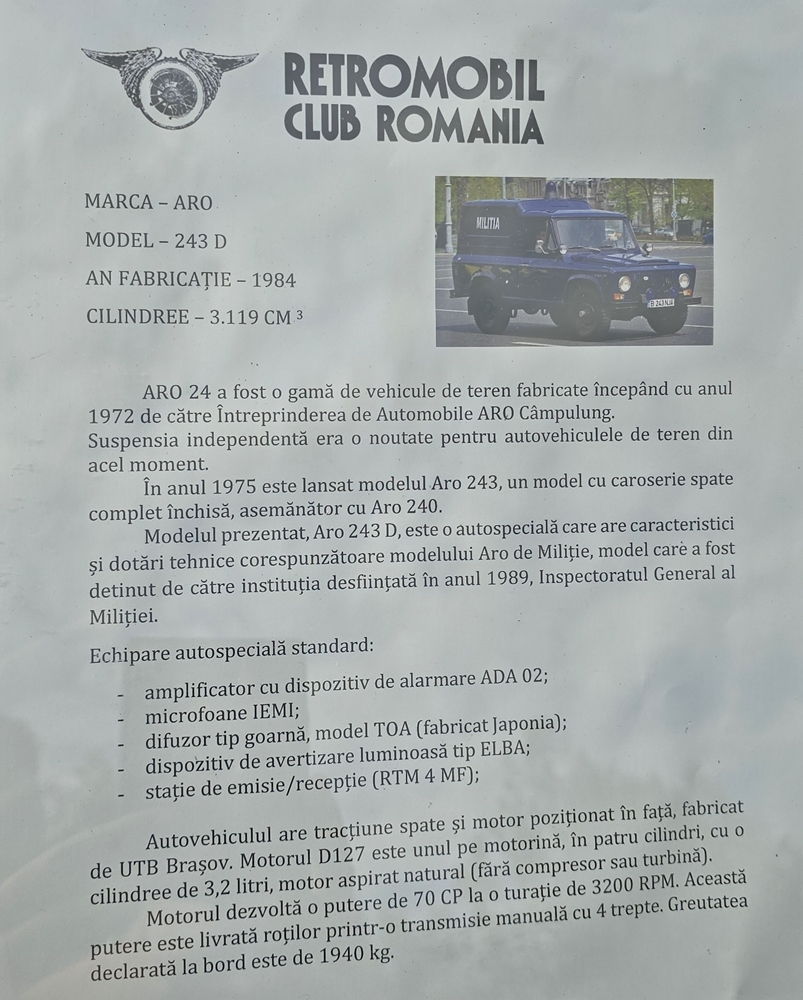 RETROMOBIL
CLUB ROMANIA
MARCA – ARO
MODEL – 243 D
AN FABRICAȚIE – 1984
CILINDREE – 3.119 CM ³
MILITIA
B 243 NJA
ARO 24 a fost o gamă de vehicule de teren fabricate începând cu anul
1972 de către Întreprinderea de Automobile ARO Câmpulung.
Suspensia independentă era o noutate pentru autovehiculele de teren din
acel moment.
În anul 1975 este lansat modelul Aro 243, un model cu caroserie spate
complet închisă, asemănător cu Aro 240.
Modelul prezentat, Aro 243 D, este o autospecială care are caracteristici
și dotări tehnice corespunzătoare modelului Aro de Miliție, model care a fost
detinut de către instituția desființată în anul 1989, Inspectoratul General al
Miliției.
Echipare autospecială standard:
- amplificator cu dispozitiv de alarmare ADA 02;
- microfoane IEMI;
- difuzor tip goarnă, model TOA (fabricat Japonia);
- dispozitiv de avertizare luminoasă tip ELBA;
- stație de emisie/recepție (RTM 4 MF);
Autovehiculul are tracțiune spate și motor poziționat în față, fabricat
de UTB Brașov. Motorul D127 este unul pe motorină, în patru cilindri, cu o
cilindree de 3,2 litri, motor aspirat natural (fără compresor sau turbină).
Motorul dezvoltă o putere de 70 CP la o turație de 3200 RPM. Această
putere este livrată roților printr-o transmisie manuală cu 4 trepte. Greutatea
declarată la bord este de 1940 kg.